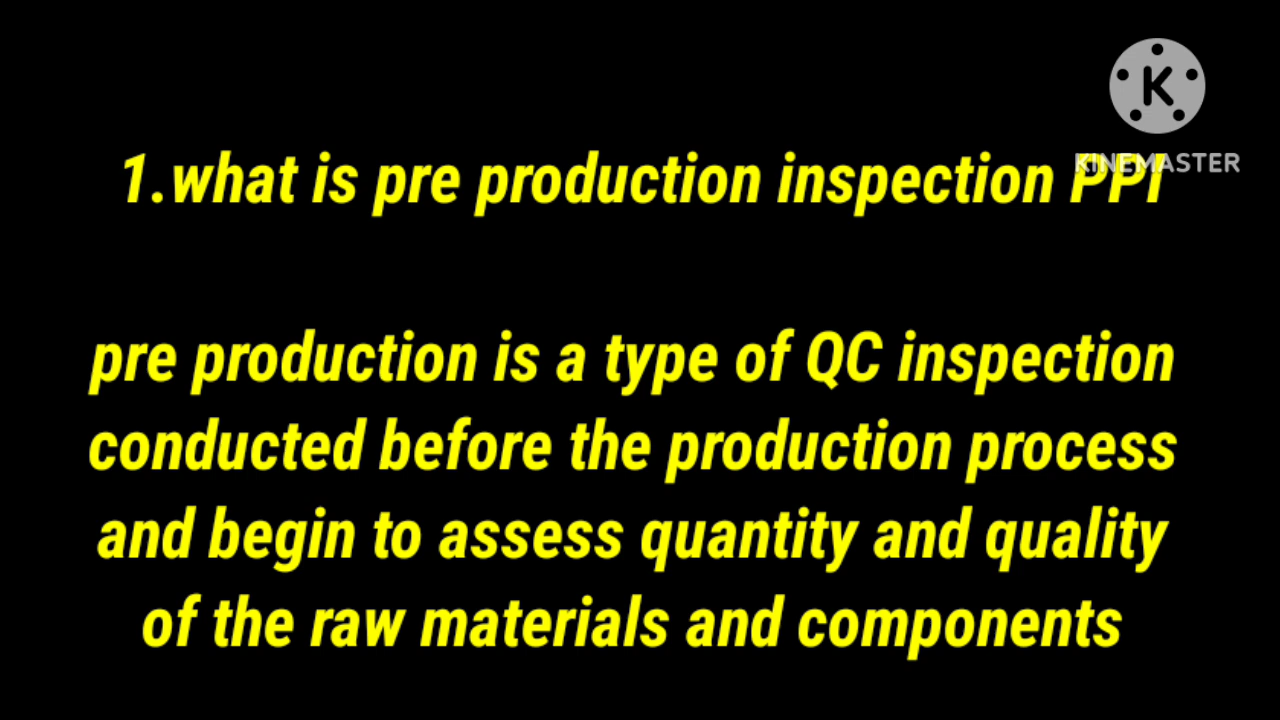 K
KINEMASTER
1.what is pre production inspection PPI
pre production is a type of QC inspection
conducted before the production process
and begin to assess quantity and quality
of the raw materials and components